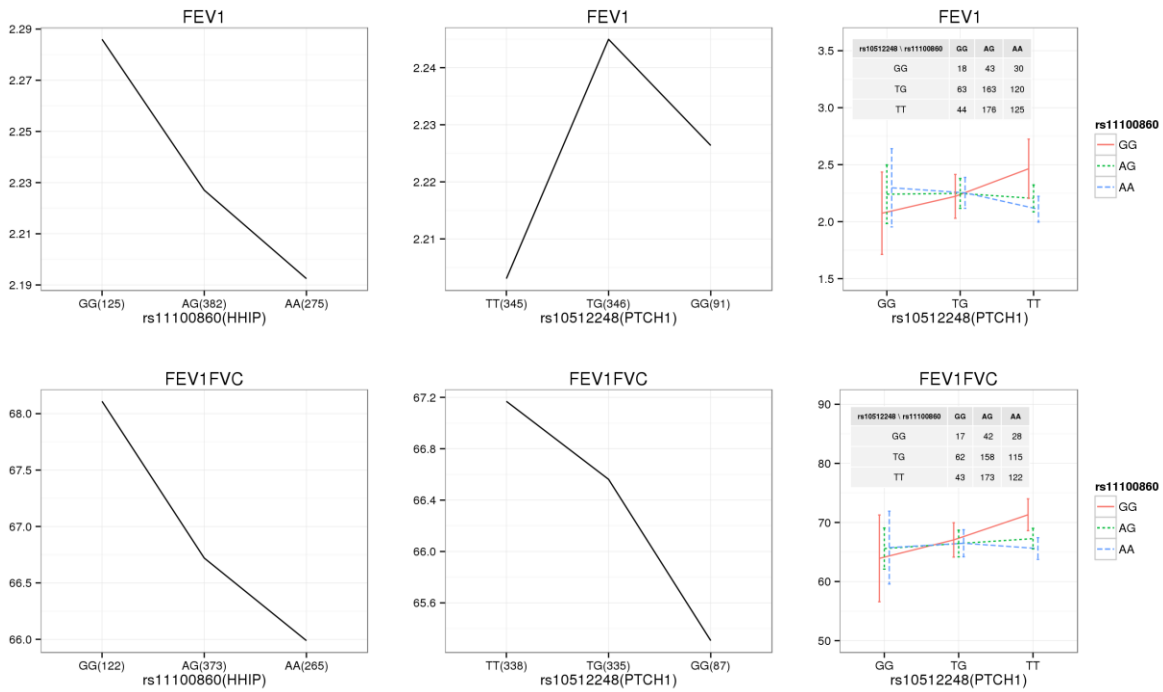 FEV1
2.29
2.27
2.25
2.23
2.21
2.19
GG(125) AG(382) AA(275)
rs11100860(HHIP)
FEV1
2.24
2.23
2.22
2.21
TT(345) TG(346) GG(91)
rs10512248(PTCH1)
FEV1
3.5
3.0
2.5
2.0
1.5
rs10512248 \ rs11100860 GG AG AA
GG 18 43 30
TG 63 163 120
TT 44 176 125
GG TG TT
rs10512248(PTCH1)
rs11100860
GG
AG
AA
FEV1FVC
68.0
67.5
67.0
66.5
66.0
GG(122) AG(373) AA(265)
rs11100860(HHIP)
FEV1FVC
67.2
66.8
66.4
66.0
65.6
TT(338) TG(335) GG(87)
rs10512248(PTCH1)
FEV1FVC
90
80
70
60
50
rs10512248 \ rs11100860 GG AG AA
GG 17 42 28
TG 62 158 115
TT 43 173 122
GG TG TT
rs10512248(PTCH1)
rs11100860
GG
AG
AA